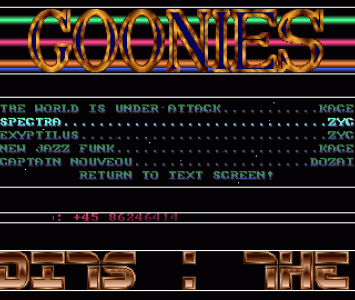 GOONIES
THE WORLD IS UNDER ATTACK............KAGE
SPECTRA.................................ZYC
EXYPTILUS...............................ZYC
NEW JAZZ FUNK........................KAGE
CAPTAIN NOUVEOU.....................DOZAI
RETURN TO TEXT SCREEN!
: +45 86246414
DITS : THE